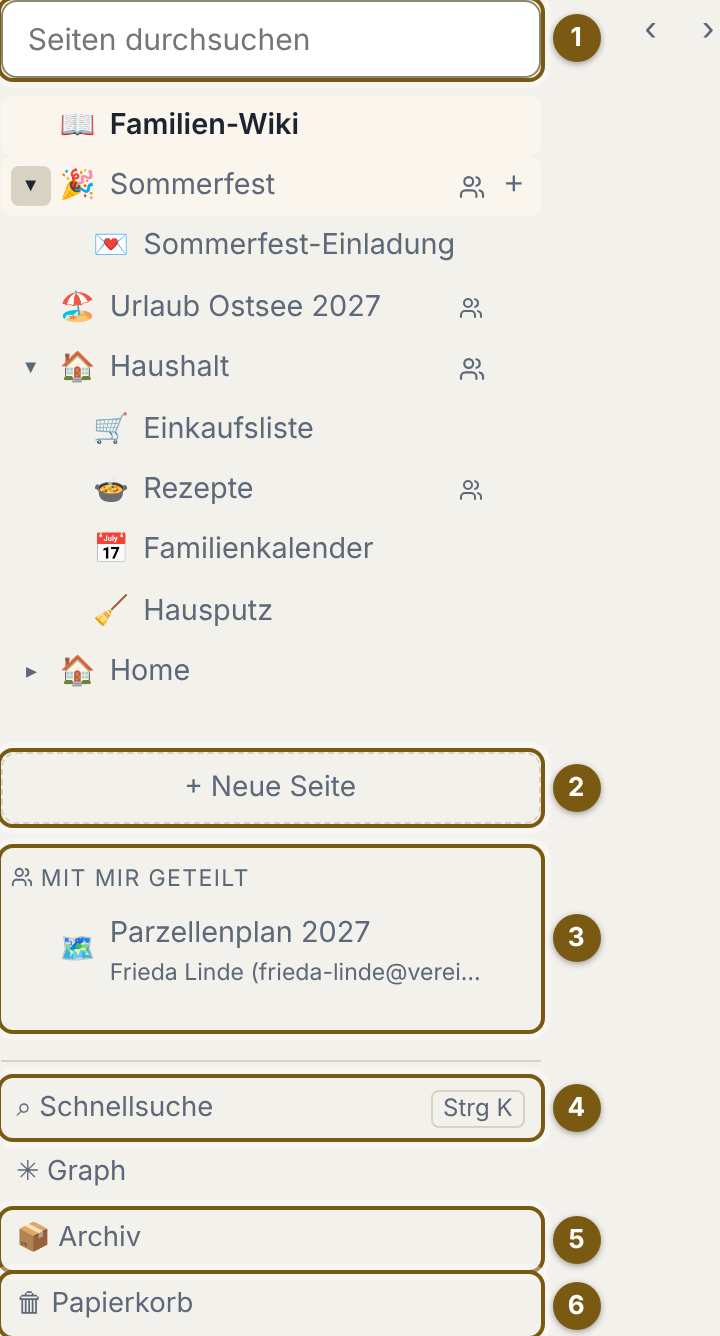 Seiten durchsuchen
1
‹ ›
Familien-Wiki
Sommerfest +
Sommerfest-Einladung
Urlaub Ostsee 2027
Haushalt
Einkaufsliste
Rezepte
July 17 Familienkalender
Hausputz
Home
+ Neue Seite
2
MIT MIR GETEILT
Parzellenplan 2027
Frieda Linde (frieda-linde@verei...
3
Schnellsuche Strg K
4
Graph
Archiv
5
Papierkorb
6